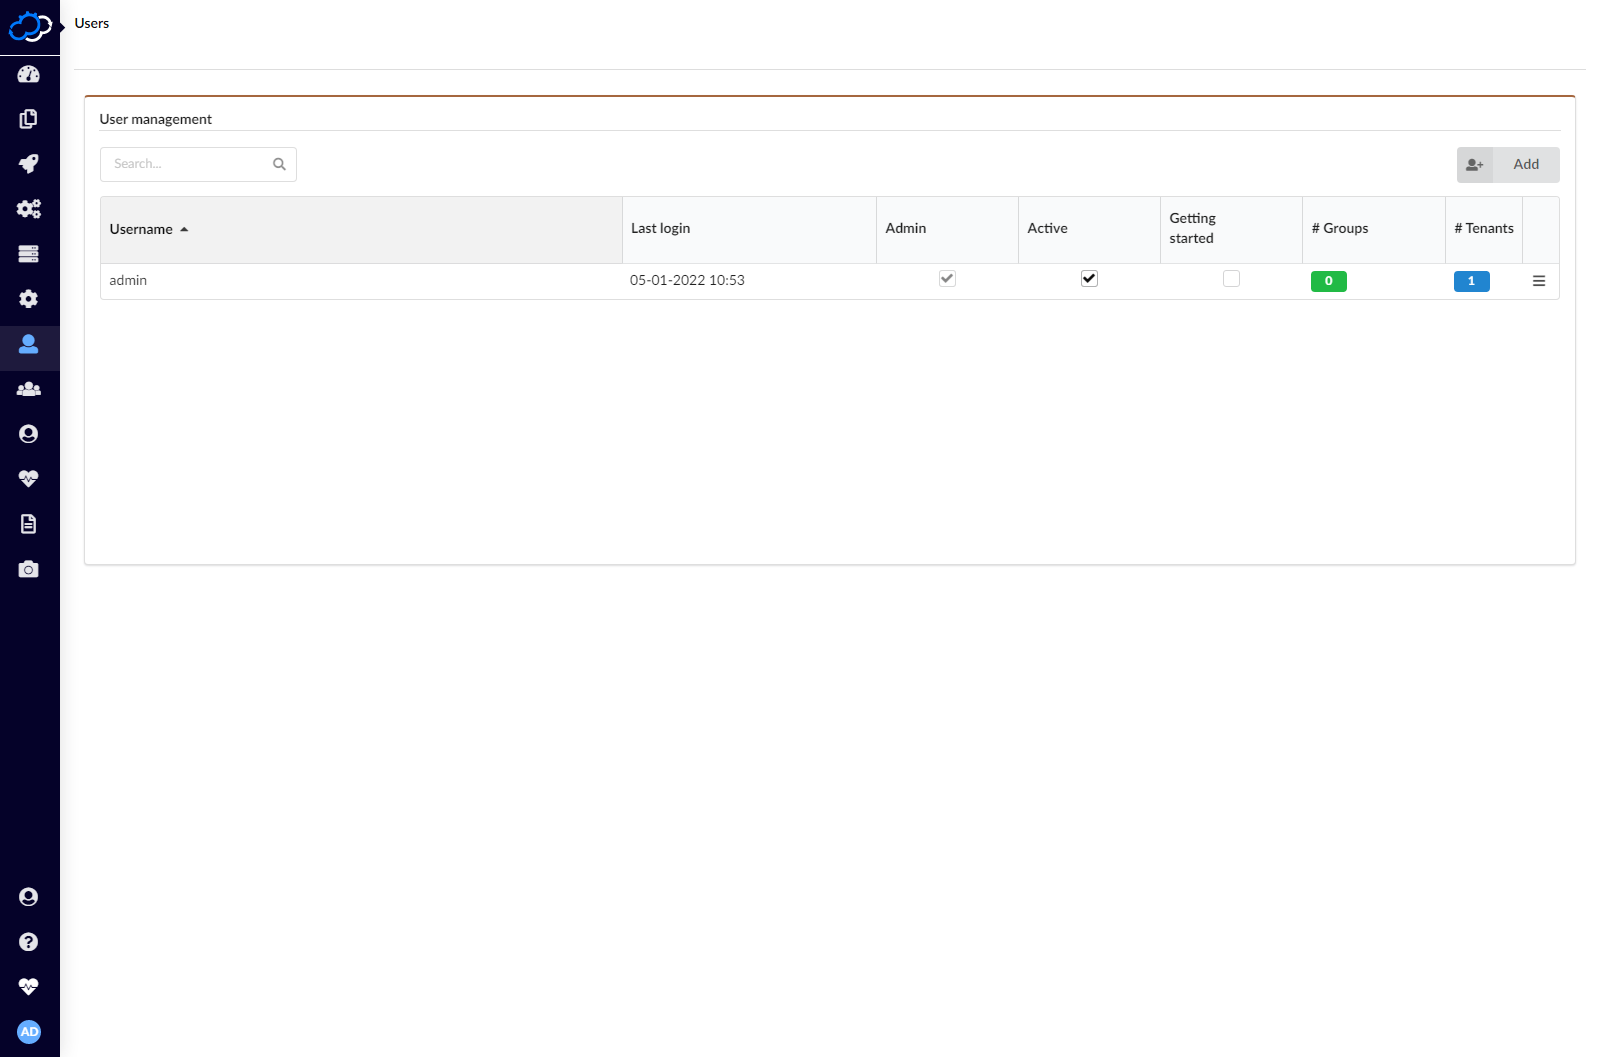 Users
User management
Search...
Add
Username
Last login
Admin
Active
Getting
started
# Groups
# Tenants
admin
05-01-2022 10:53
0
1
AD